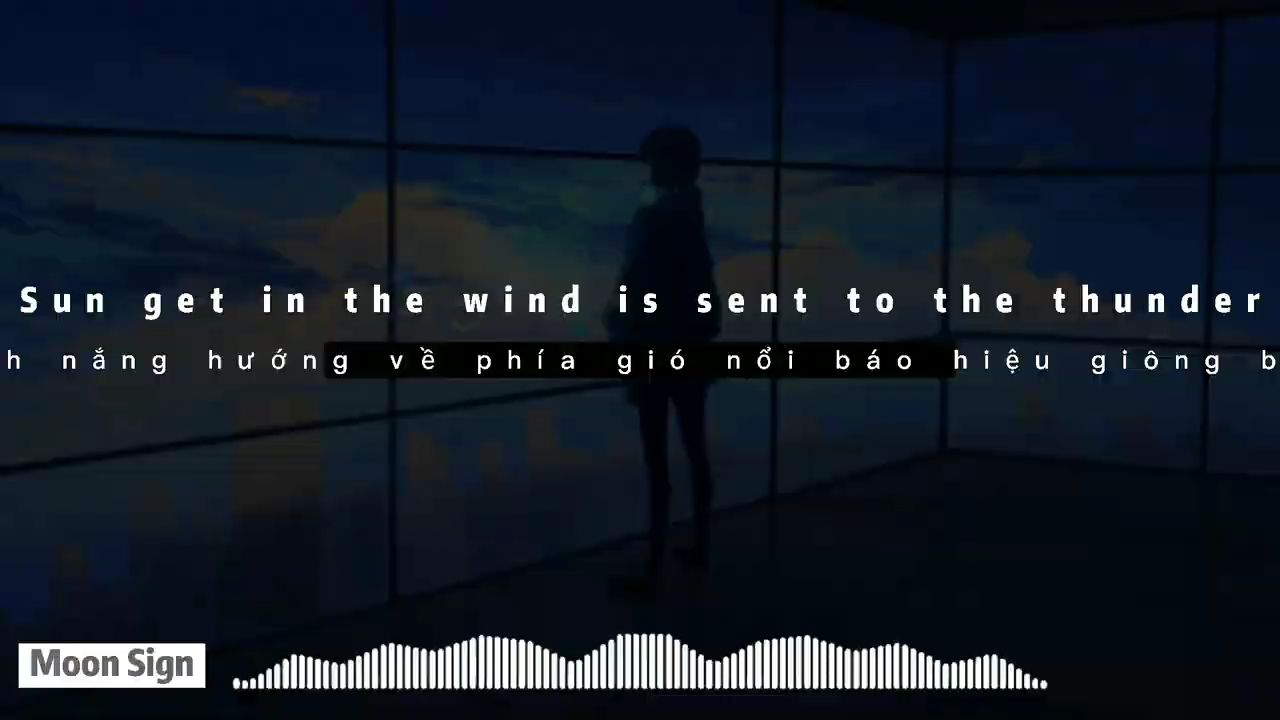 Sun get in the wind is sent to the thunder
h nắng hướng về phía gió nổi báo hiệu giông b
Moon Sign